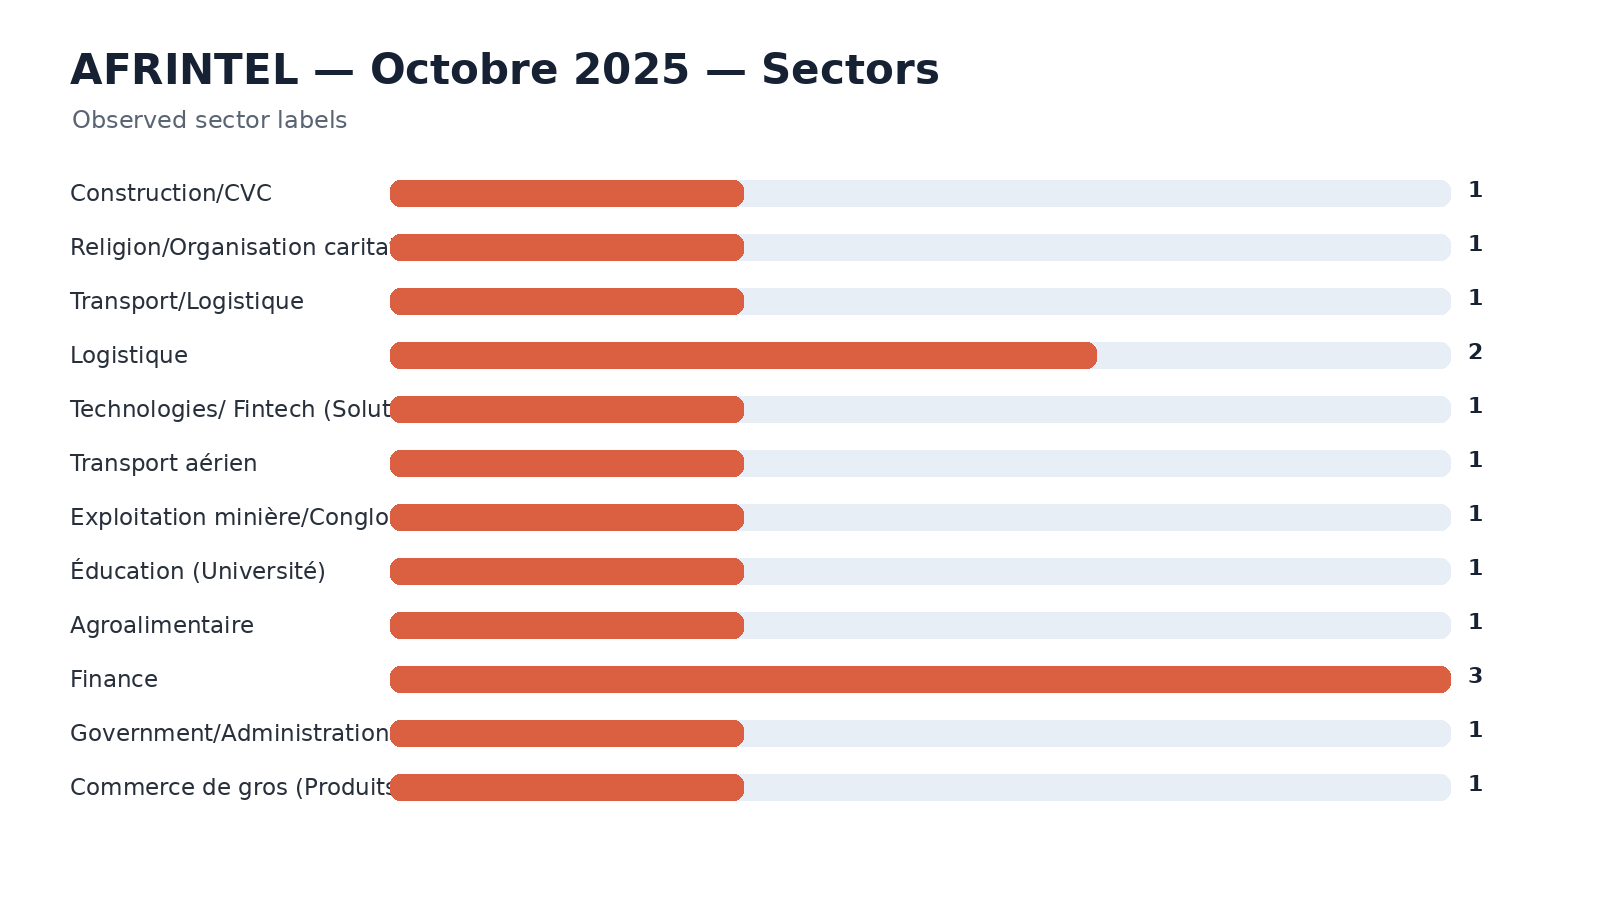 AFRINTEL — Octobre 2025 — Sectors
Observed sector labels
Construction/CVC 1
Religion/Organisation carita 1
Transport/Logistique 1
Logistique 2
Technologies/ Fintech (Solut 1
Transport aérien 1
Exploitation minière/Conglo 1
Éducation (Université) 1
Agroalimentaire 1
Finance 3
Government/Administration 1
Commerce de gros (Produits 1